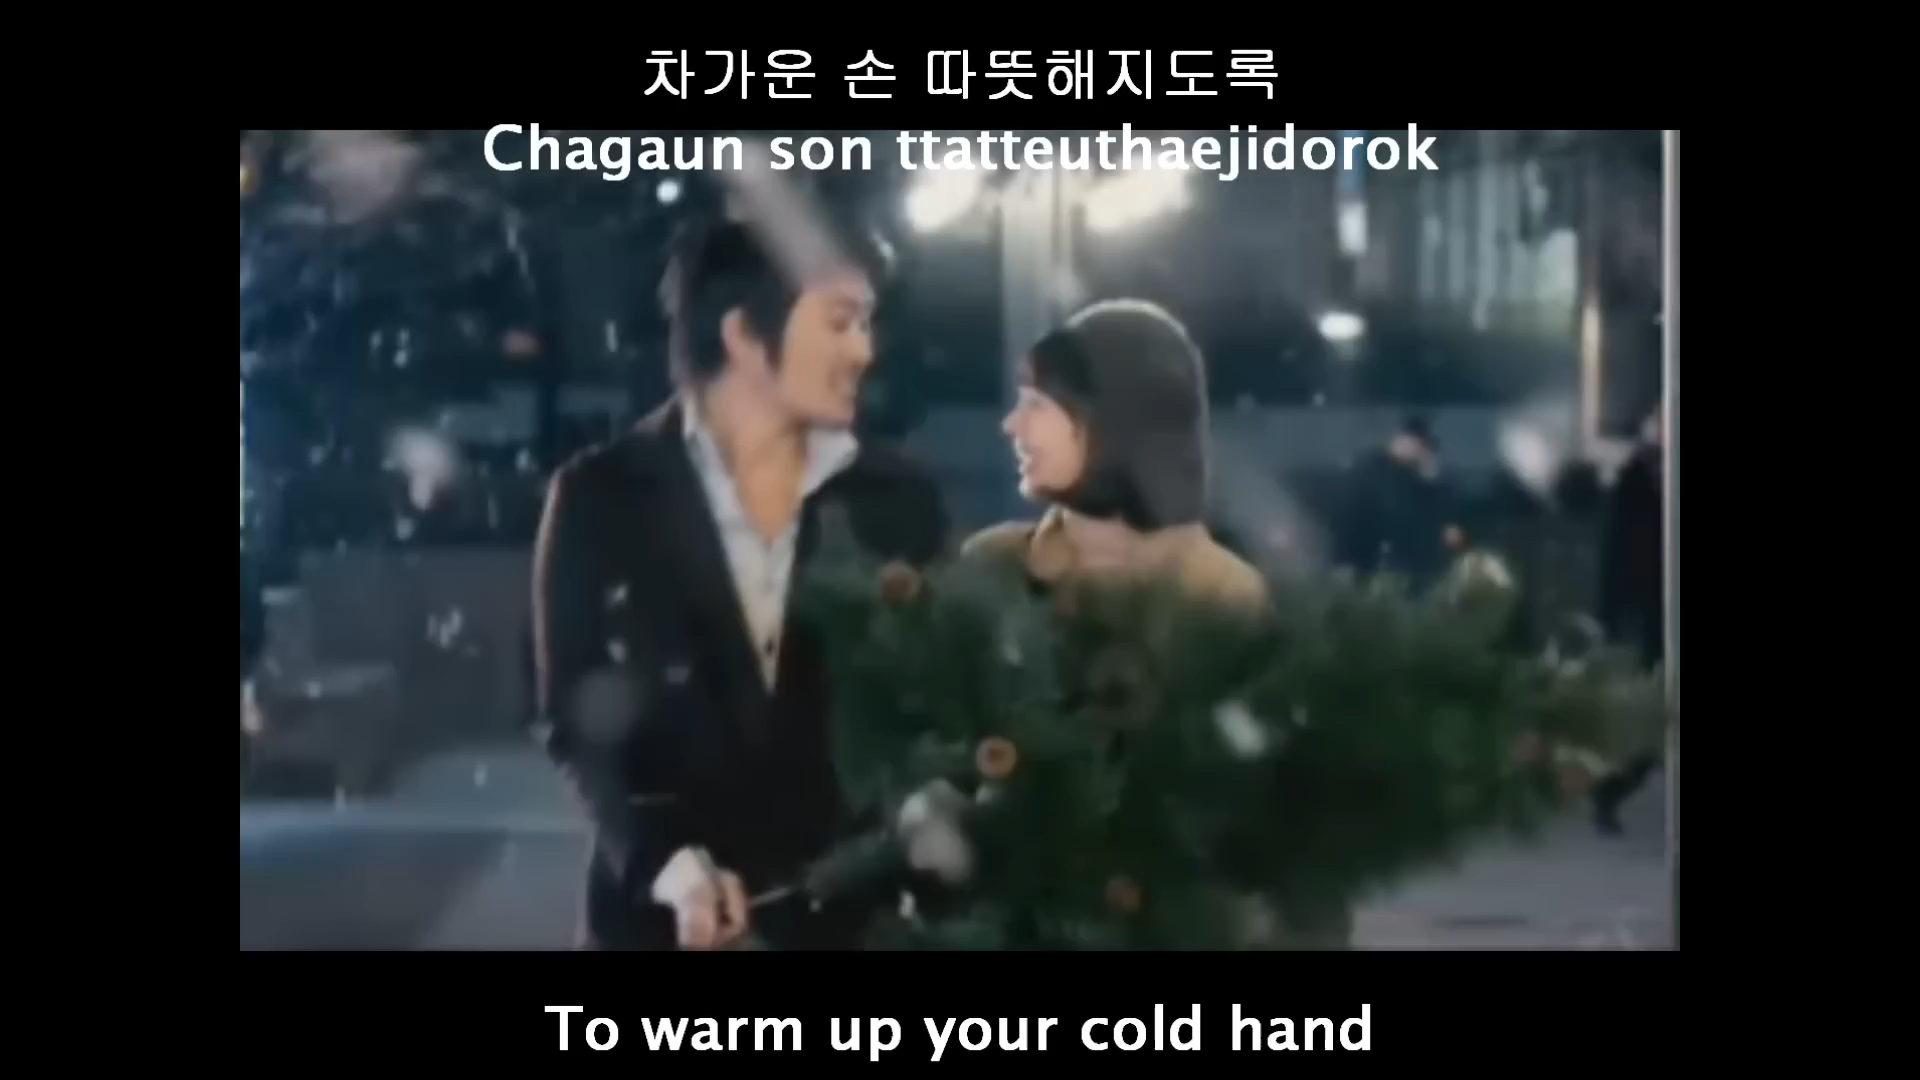 차가운 손 따뜻해지도록
Chagaun son ttatteuthaejidorok
To warm up your cold hand